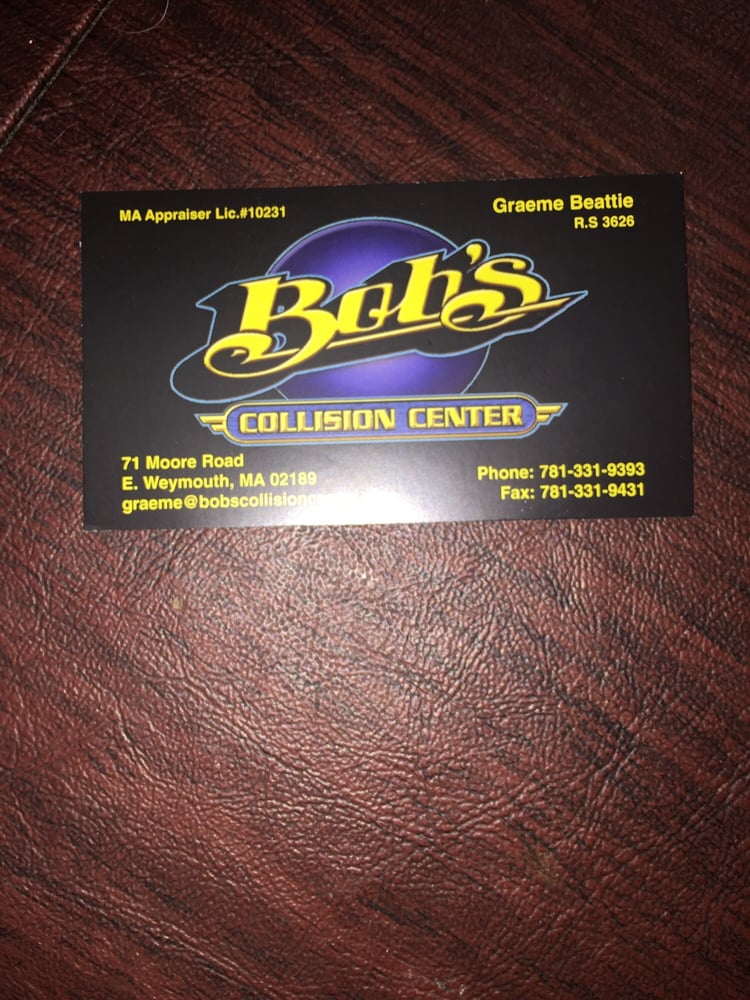 MA Appraiser Lic.#10231
Graeme Beattie
R.S 3626
Bob's
COLLISION CENTER
71 Moore Road
E. Weymouth, MA 02189
Phone: 781-331-9393
Fax: 781-331-9431